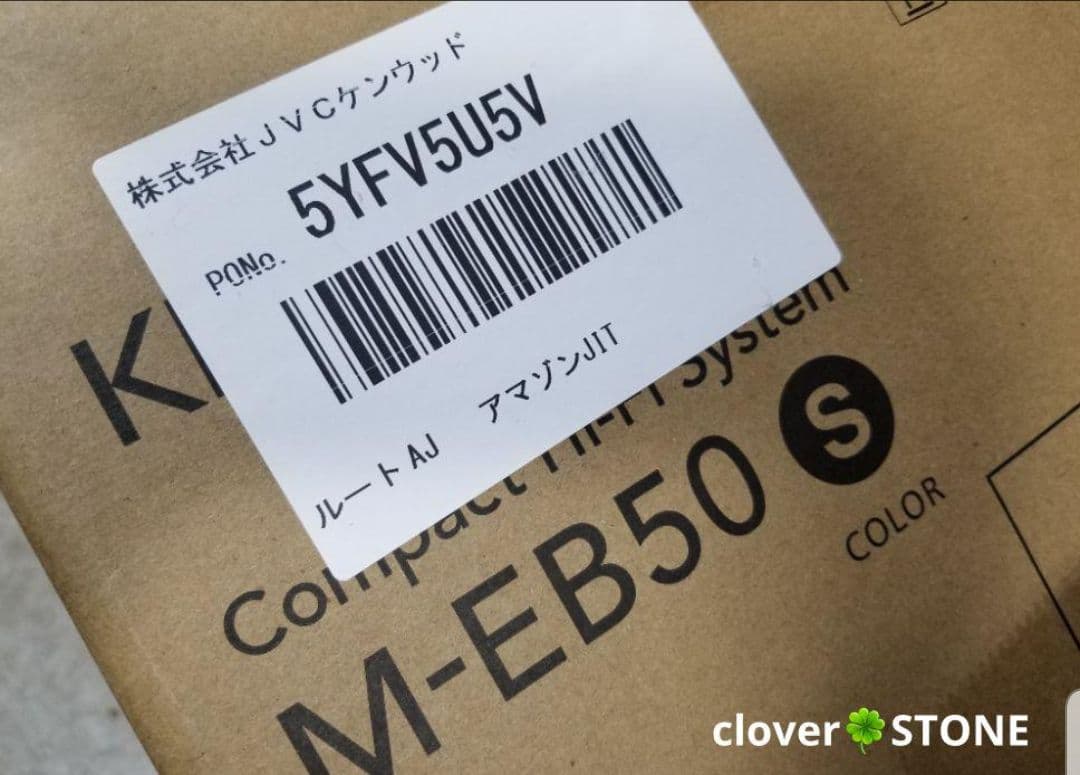 株式会社JVCケンウッド
5YFV5U5V
PONo.
ルートAJ アマゾンJIT
K
Compact Hi-Fi System
M-EB50 S
COLOR
clover🍀STONE